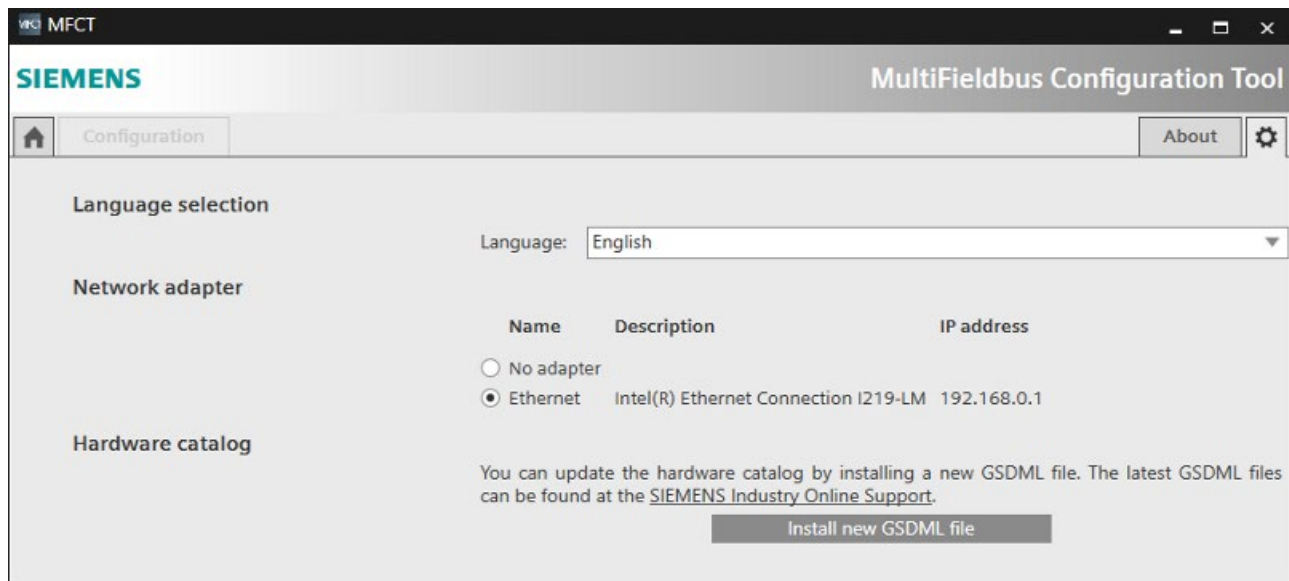 MFCT
SIEMENS
MultiFieldbus Configuration Tool
Configuration
About
Language selection
Language: English
Network adapter
Name Description IP address
No adapter
Ethernet Intel(R) Ethernet Connection I219-LM 192.168.0.1
Hardware catalog
You can update the hardware catalog by installing a new GSDML file. The latest GSDML files
can be found at the SIEMENS Industry Online Support.
Install new GSDML file